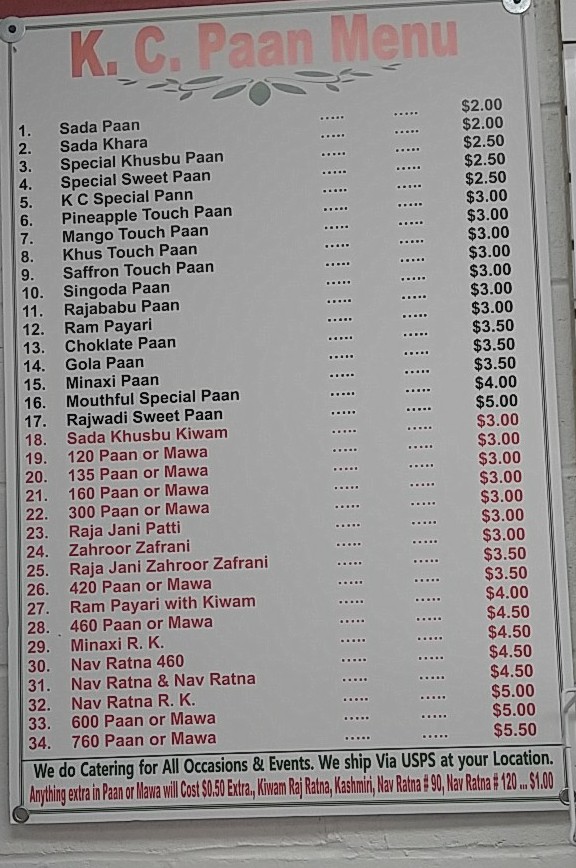 K. C. Paan Menu
1. Sada Paan ..... ..... $2.00
2. Sada Khara ..... ..... $2.00
3. Special Khusbu Paan ..... ..... $2.50
4. Special Sweet Paan ..... ..... $2.50
5. K C Special Pann ..... ..... $2.50
6. Pineapple Touch Paan ..... ..... $3.00
7. Mango Touch Paan ..... ..... $3.00
8. Khus Touch Paan ..... ..... $3.00
9. Saffron Touch Paan ..... ..... $3.00
10. Singoda Paan ..... ..... $3.00
11. Rajababu Paan ..... ..... $3.00
12. Ram Payari ..... ..... $3.00
13. Choklate Paan ..... ..... $3.50
14. Gola Paan ..... ..... $3.50
15. Minaxi Paan ..... ..... $3.50
16. Mouthful Special Paan ..... ..... $4.00
17. Rajwadi Sweet Paan ..... ..... $5.00
18. Sada Khusbu Kiwam ..... ..... $3.00
19. 120 Paan or Mawa ..... ..... $3.00
20. 135 Paan or Mawa ..... ..... $3.00
21. 160 Paan or Mawa ..... ..... $3.00
22. 300 Paan or Mawa ..... ..... $3.00
23. Raja Jani Patti ..... ..... $3.00
24. Zahroor Zafrani ..... ..... $3.00
25. Raja Jani Zahroor Zafrani ..... ..... $3.50
26. 420 Paan or Mawa ..... ..... $3.50
27. Ram Payari with Kiwam ..... ..... $4.00
28. 460 Paan or Mawa ..... ..... $4.50
29. Minaxi R. K. ..... ..... $4.50
30. Nav Ratna 460 ..... ..... $4.50
31. Nav Ratna & Nav Ratna ..... ..... $4.50
32. Nav Ratna R. K. ..... ..... $5.00
33. 600 Paan or Mawa ..... ..... $5.00
34. 760 Paan or Mawa ..... ..... $5.50
We do Catering for All Occasions & Events. We ship Via USPS at your Location.
Anything extra in Paan or Mawa will Cost $0.50 Extra., Kiwam Raj Ratna, Kashmiri, Nav Ratna # 90, Nav Ratna # 120 ... $1.00